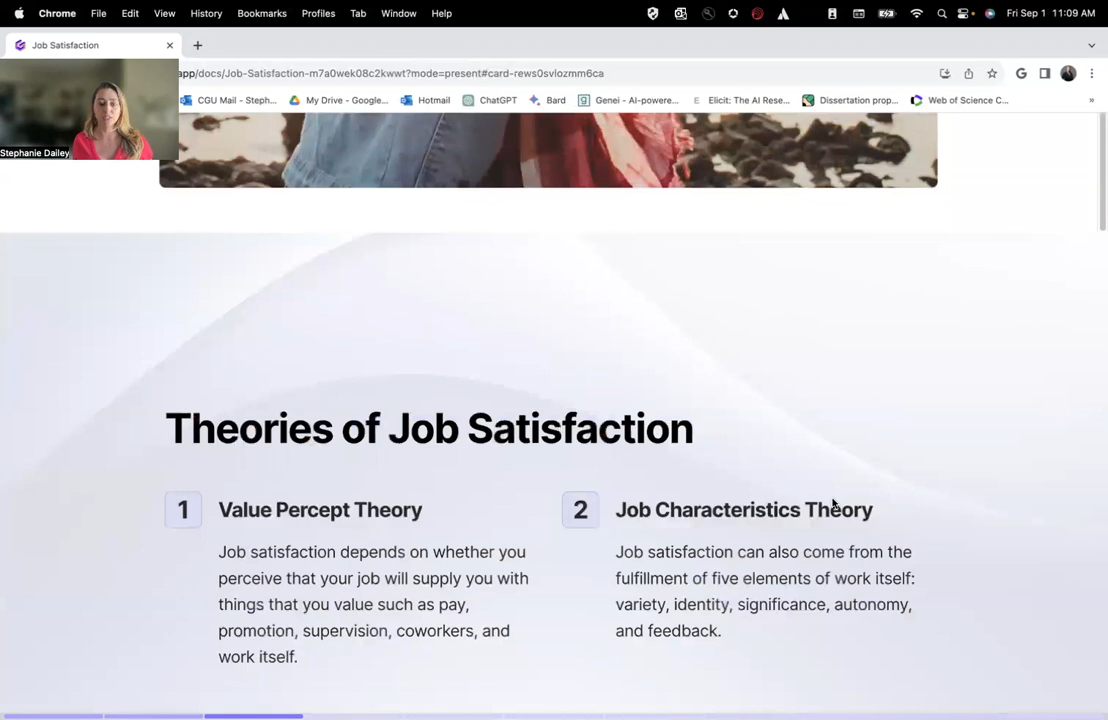 Chrome File Edit View History Bookmarks Profiles Tab Window Help Fri Sep 1 11:09 AM
Job Satisfaction
app/docs/Job-Satisfaction-m7a0wek08c2kwwt?mode=present#card-rews0svlozmm6ca
CGU Mail - Steph... My Drive - Google... Hotmail ChatGPT Bard Genei - AI-powere... Elicit: The AI Rese... Dissertation prop... Web of Science C...
Stephanie Dailey
Theories of Job Satisfaction
1 Value Percept Theory
Job satisfaction depends on whether you
perceive that your job will supply you with
things that you value such as pay,
promotion, supervision, coworkers, and
work itself.
2 Job Characteristics Theory
Job satisfaction can also come from the
fulfillment of five elements of work itself:
variety, identity, significance, autonomy,
and feedback.